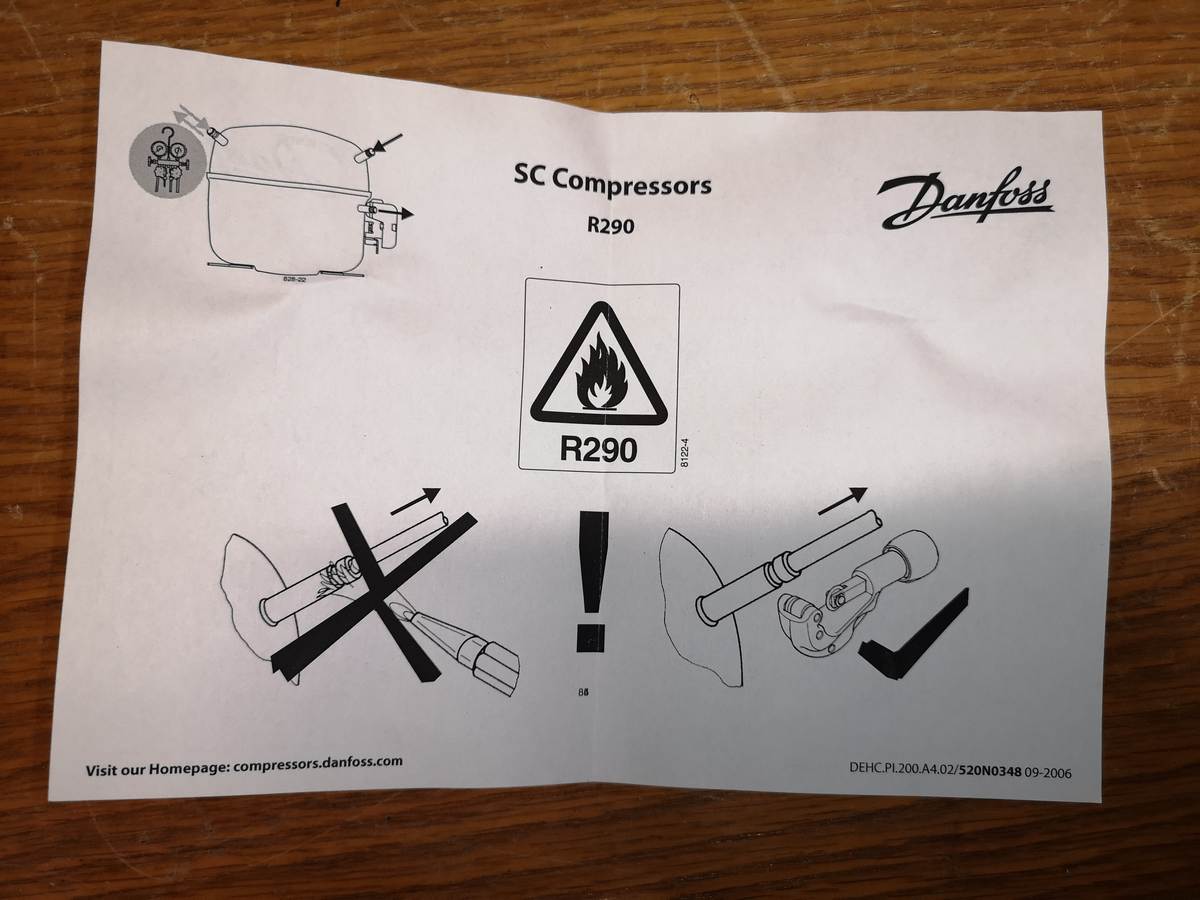 SC Compressors
R290
Danfoss
R290
8122-4
Visit our Homepage: compressors.danfoss.com
DEHC.PI.200.A4.02/520N0348 09-2006